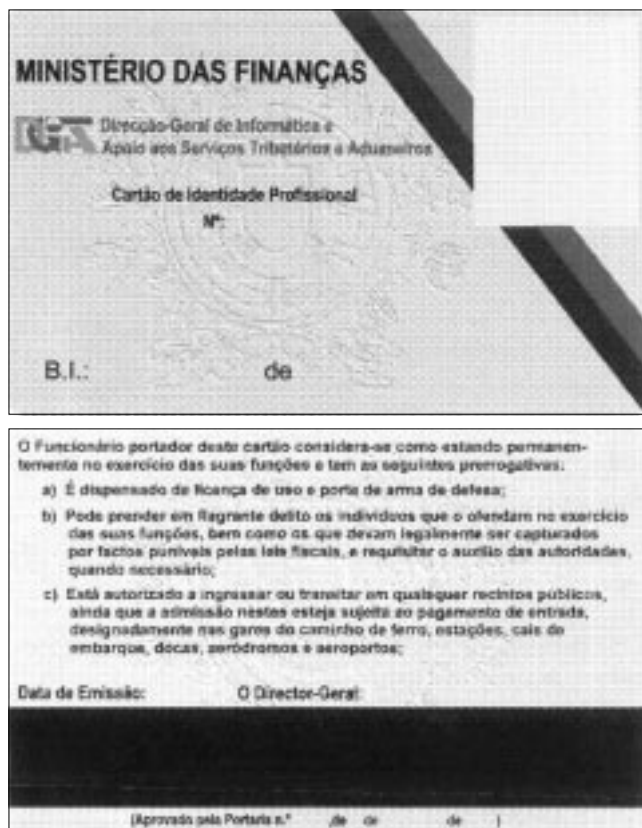 MINISTÉRIO DAS FINANÇAS
DGITA Direcção-Geral de Informática e
Apoio aos Serviços Tributários e Aduaneiros
Cartão de Identidade Profissional
Nº:
B.I.: de
O Funcionário portador deste cartão considera-se como estando permanen-
temente no exercício das suas funções e tem as seguintes prerrogativas:
a) É dispensado de licença de uso e porte de arma de defesa;
b) Pode prender em flagrante delito os indivíduos que o ofendam no exercício
das suas funções, bem como os que devam legalmente ser capturados
por factos puníveis pelas leis fiscais, e requisitar o auxílio das autoridades,
quando necessário;
c) Está autorizado a ingressar ou transitar em quaisquer recintos públicos,
ainda que a admissão nestes esteja sujeita ao pagamento de entrada,
designadamente nas gares do caminho de ferro, estações, cais de
embarque, docas, aeródromos e aeroportos;
Data de Emissão: O Director-Geral:
(Aprovado pela Portaria n.º ,de de de )